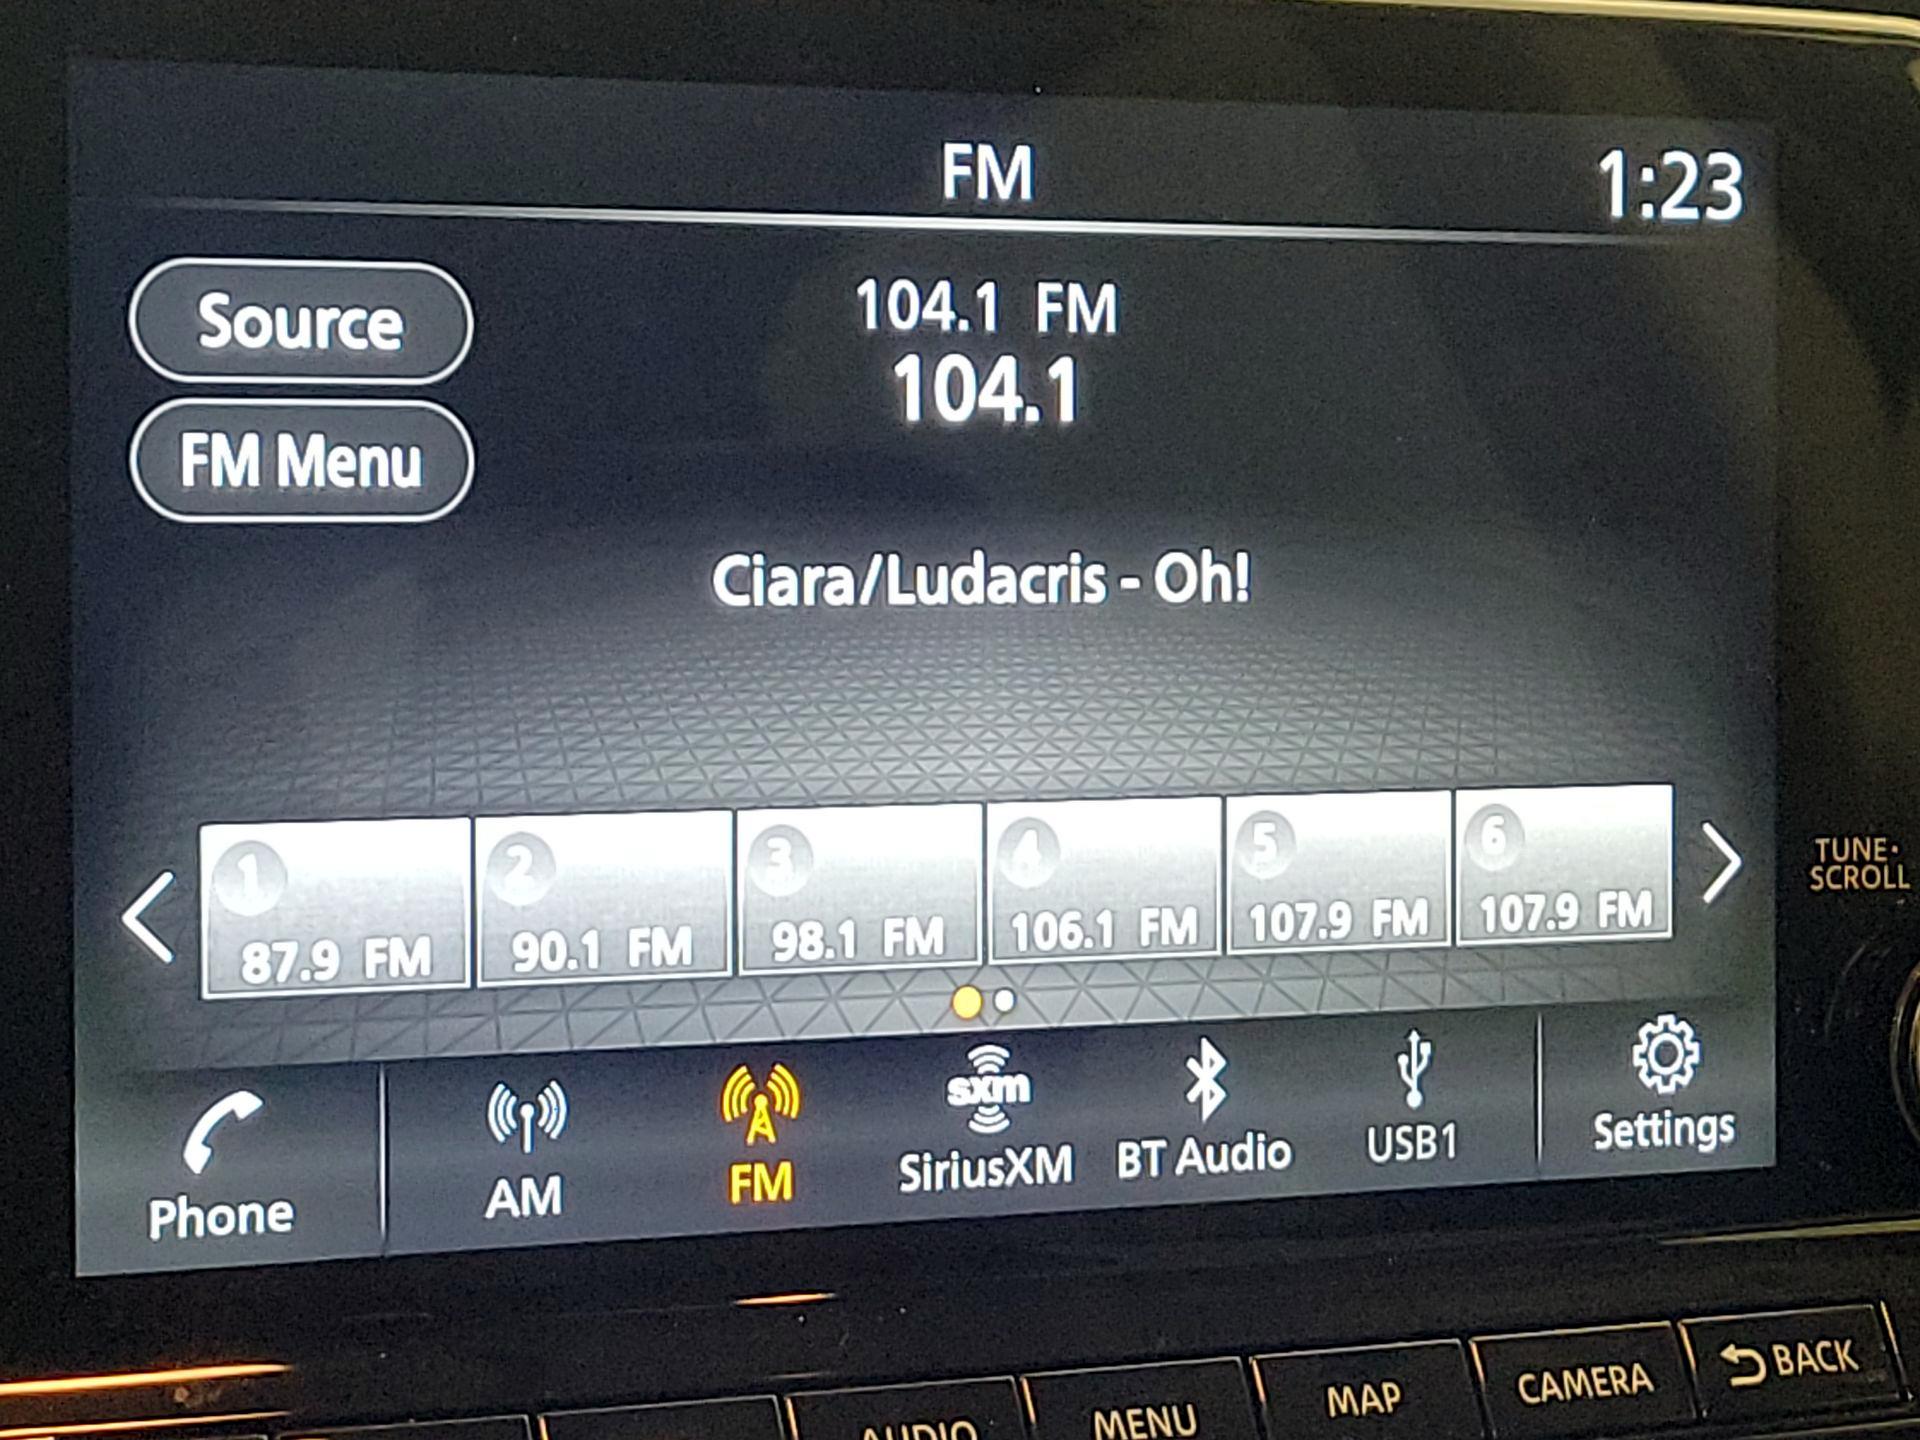 FM
1:23
Source
104.1 FM
104.1
FM Menu
Ciara/Ludacris - Oh!
1
2
3
4
5
6
87.9 FM
90.1 FM
98.1 FM
106.1 FM
107.9 FM
107.9 FM
TUNE·
SCROLL
Phone
AM
FM
sxm
SiriusXM
BT Audio
USB1
Settings
AUDIO
MENU
MAP
CAMERA
BACK